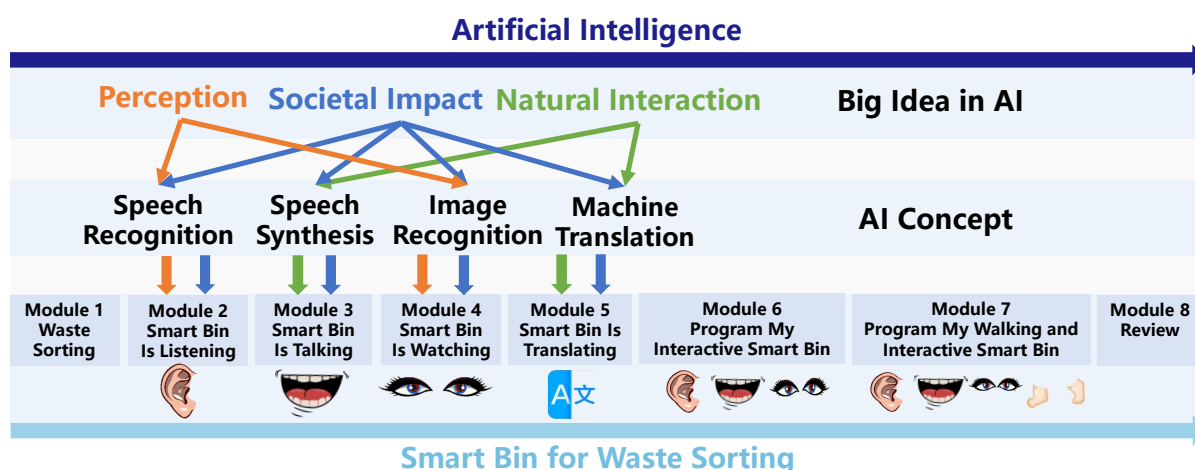 Artificial Intelligence
Perception
Societal Impact
Natural Interaction
Big Idea in AI
Speech
Recognition
Speech
Synthesis
Image
Recognition
Machine
Translation
AI Concept
Module 1
Waste
Sorting
Module 2
Smart Bin
Is Listening
Module 3
Smart Bin
Is Talking
Module 4
Smart Bin
Is Watching
Module 5
Smart Bin Is
Translating
Module 6
Program My
Interactive Smart Bin
Module 7
Program My Walking and
Interactive Smart Bin
Module 8
Review
A文
Smart Bin for Waste Sorting